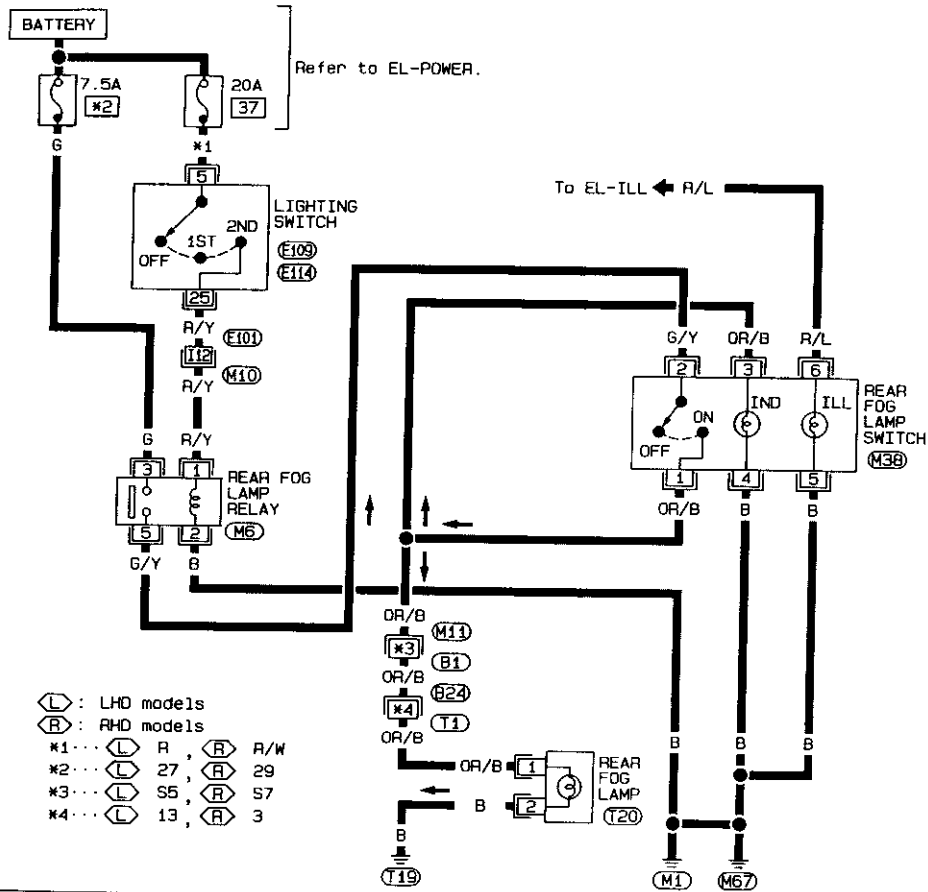 BATTERY
7.5A
*2
20A
37
Refer to EL-POWER.
G
*1
5
LIGHTING
SWITCH
OFF
1ST
2ND
E109
E114
25
R/Y
E101
I12
M10
R/Y
To EL-ILL
R/L
G/Y
OR/B
R/L
2
3
6
OFF
ON
IND
ILL
REAR
FOG
LAMP
SWITCH
M38
1
4
5
OR/B
B
B
G
R/Y
3
1
REAR FOG
LAMP
RELAY
M6
5
2
G/Y
B
OR/B
M11
*3
B1
OR/B
B24
*4
T1
OR/B
OR/B
1
REAR
FOG
LAMP
T20
B
2
B
T19
B
B
B
M1
M67
L : LHD models
R : RHD models
*1··· L R , R R/W
*2··· L 27 , R 29
*3··· L S5 , R S7
*4··· L 13 , R 3